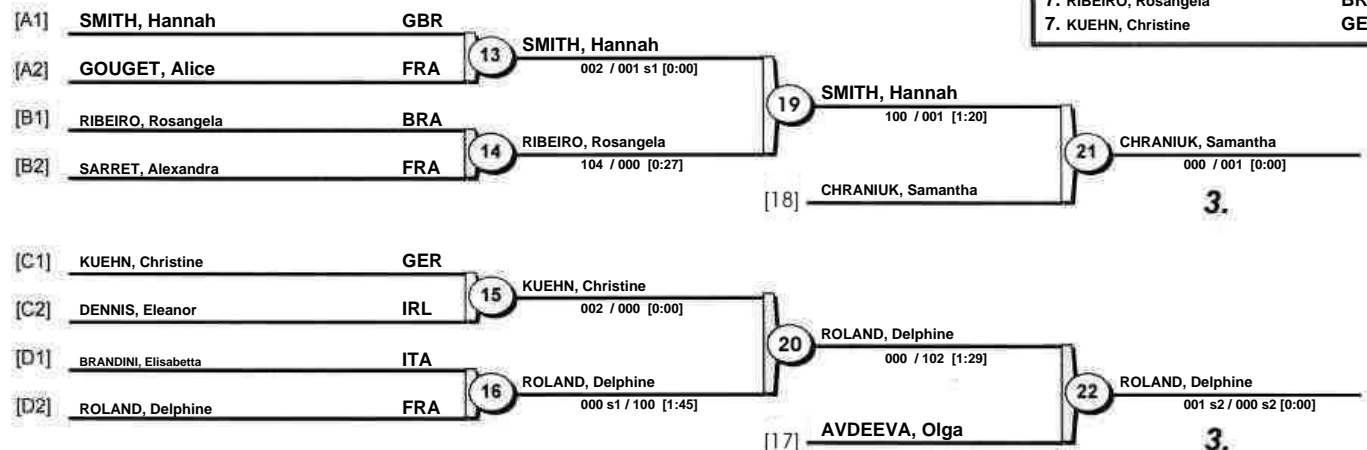 7. RIBEIRO, Rosangela BR
7. KUEHN, Christine GE
[A1] SMITH, Hannah GBR
[A2] GOUGET, Alice FRA
13 SMITH, Hannah
002 / 001 s1 [0:00]
[B1] RIBEIRO, Rosangela BRA
[B2] SARRET, Alexandra FRA
14 RIBEIRO, Rosangela
104 / 000 [0:27]
19 SMITH, Hannah
100 / 001 [1:20]
[18] CHRANIUK, Samantha
21 CHRANIUK, Samantha
000 / 001 [0:00]
3.
[C1] KUEHN, Christine GER
[C2] DENNIS, Eleanor IRL
15 KUEHN, Christine
002 / 000 [0:00]
[D1] BRANDINI, Elisabetta ITA
[D2] ROLAND, Delphine FRA
16 ROLAND, Delphine
000 s1 / 100 [1:45]
20 ROLAND, Delphine
000 / 102 [1:29]
[17] AVDEEVA, Olga
22 ROLAND, Delphine
001 s2 / 000 s2 [0:00]
3.